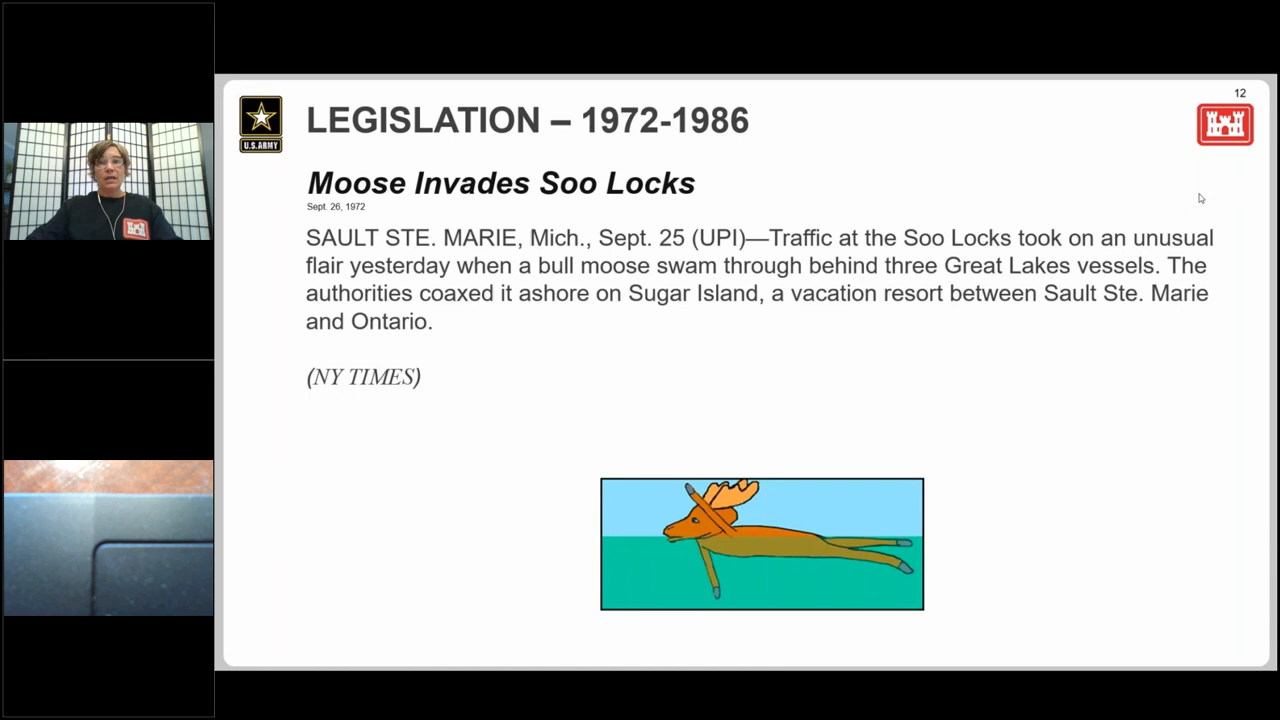 12
LEGISLATION – 1972-1986
U.S.ARMY
Moose Invades Soo Locks
Sept. 26, 1972
SAULT STE. MARIE, Mich., Sept. 25 (UPI)—Traffic at the Soo Locks took on an unusual
flair yesterday when a bull moose swam through behind three Great Lakes vessels. The
authorities coaxed it ashore on Sugar Island, a vacation resort between Sault Ste. Marie
and Ontario.
(NY TIMES)